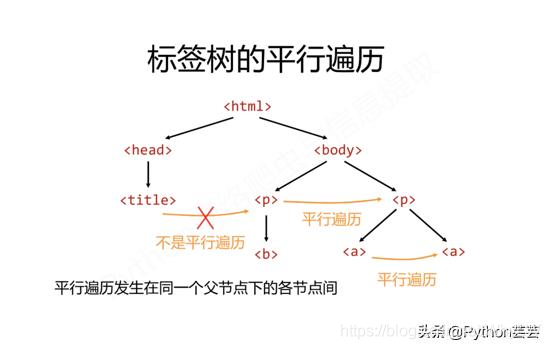 标签树的平行遍历
<html>
<head>
<body>
<title>
<p>
<p>
平行遍历
不是平行遍历
<b>
<a>
<a>
平行遍历
平行遍历发生在同一个父节点下的各节点间
https://blog
头条 @Python芸芸